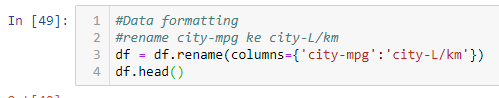 In [49]:
1 #Data formatting
2 #rename city-mpg ke city-L/km
3 df = df.rename(columns={'city-mpg':'city-L/km'})
4 df.head()